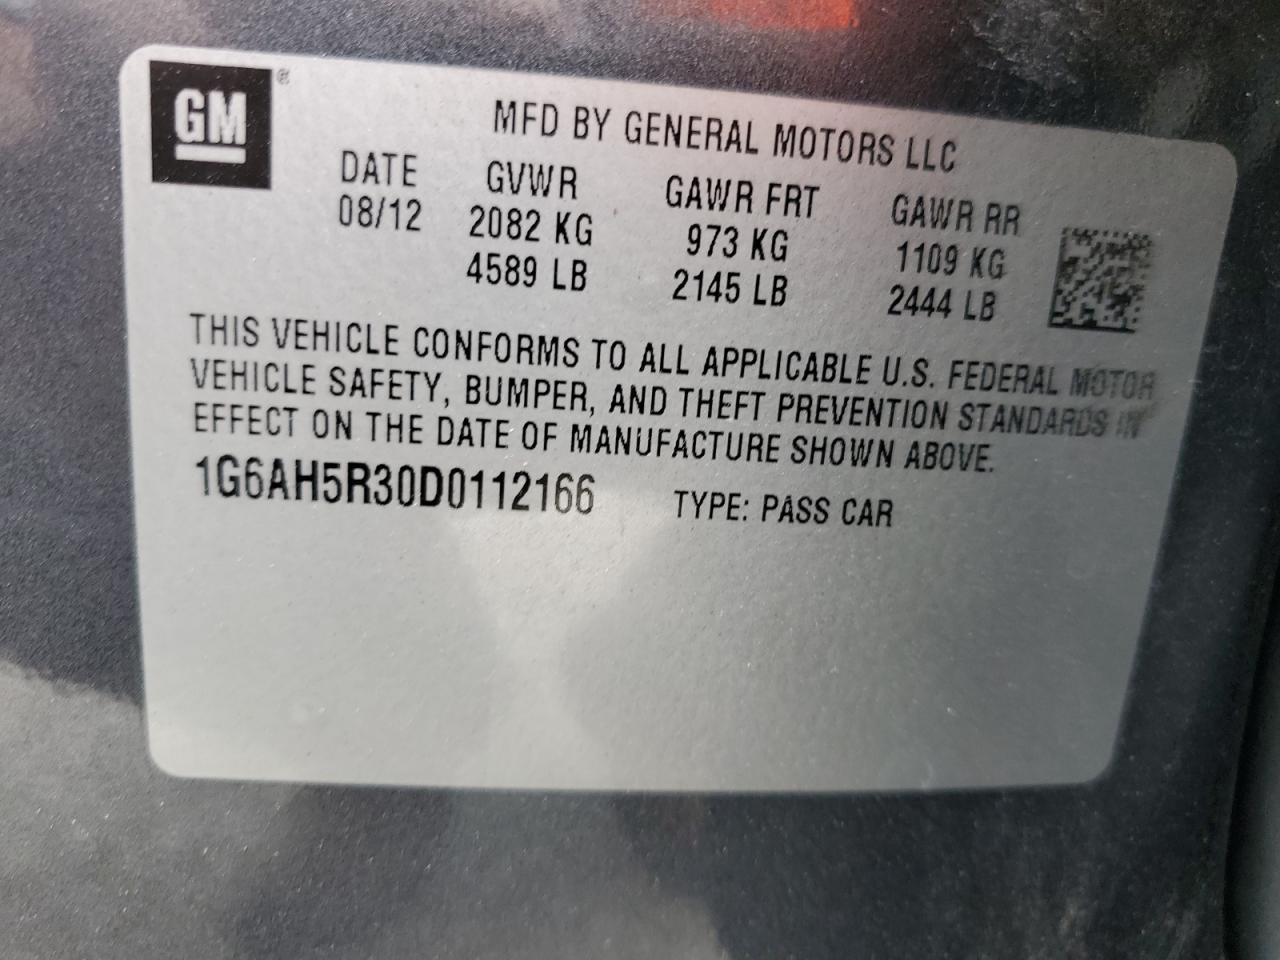 GM®
MFD BY GENERAL MOTORS LLC
DATE GVWR GAWR FRT GAWR RR
08/12 2082 KG 973 KG 1109 KG
4589 LB 2145 LB 2444 LB
THIS VEHICLE CONFORMS TO ALL APPLICABLE U.S. FEDERAL MOTOR
VEHICLE SAFETY, BUMPER, AND THEFT PREVENTION STANDARDS IN
EFFECT ON THE DATE OF MANUFACTURE SHOWN ABOVE.
1G6AH5R30D0112166 TYPE: PASS CAR